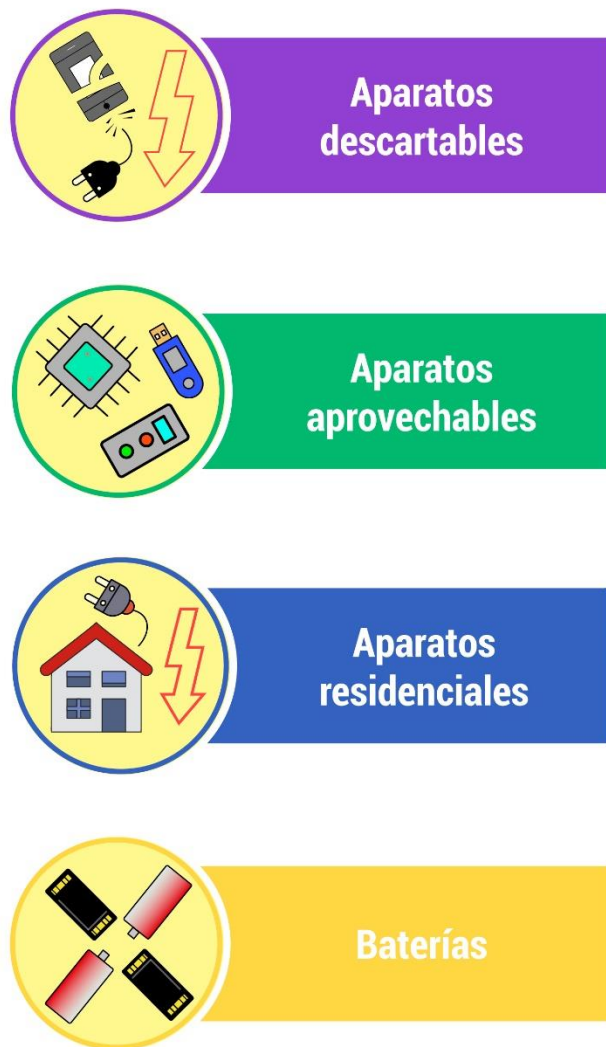 Aparatos
descartables
Aparatos
aprovechables
Aparatos
residenciales
Baterías